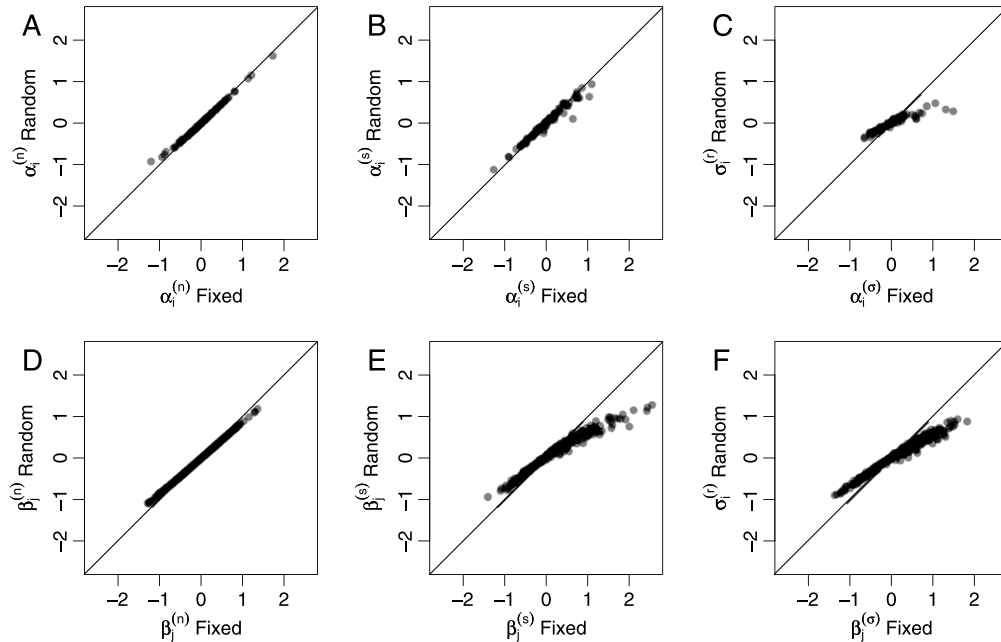 A
2
1
0
−1
−2
α_i^(n) Random
−2 −1 0 1 2
α_i^(n) Fixed
B
2
1
0
−1
−2
α_i^(s) Random
−2 −1 0 1 2
α_i^(s) Fixed
C
2
1
0
−1
−2
σ_i^(r) Random
−2 −1 0 1 2
α_i^(σ) Fixed
D
2
1
0
−1
−2
β_j^(n) Random
−2 −1 0 1 2
β_j^(n) Fixed
E
2
1
0
−1
−2
β_j^(s) Random
−2 −1 0 1 2
β_j^(s) Fixed
F
2
1
0
−1
−2
σ_i^(r) Random
−2 −1 0 1 2
β_j^(σ) Fixed